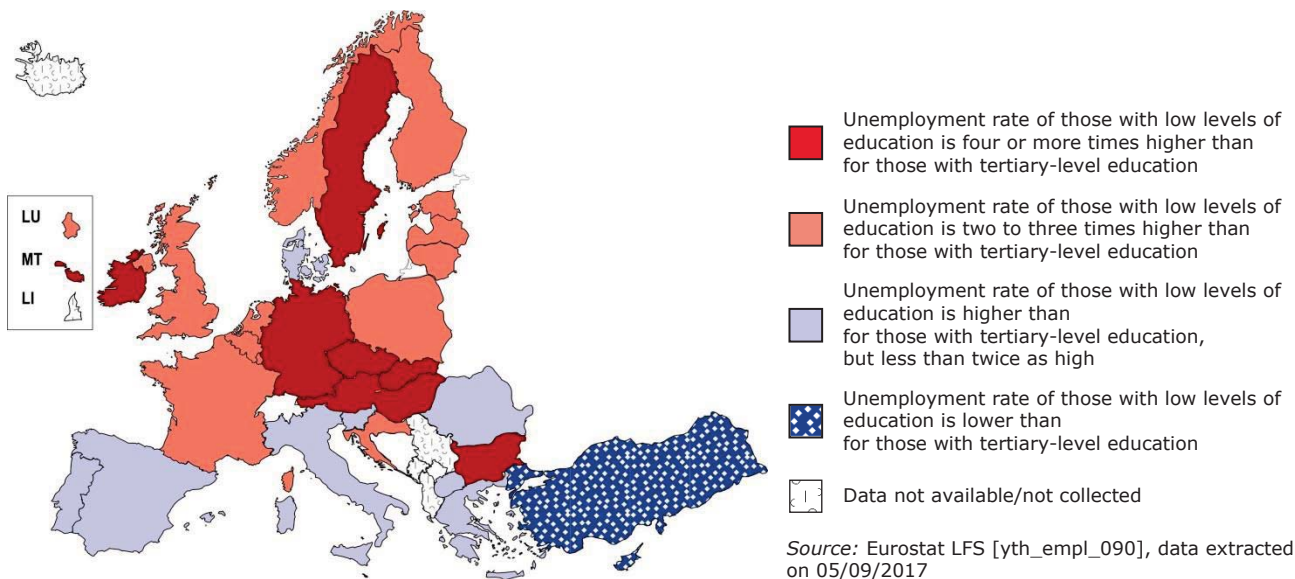 LU
MT
LI
Unemployment rate of those with low levels of
education is four or more times higher than
for those with tertiary-level education
Unemployment rate of those with low levels of
education is two to three times higher than
for those with tertiary-level education
Unemployment rate of those with low levels of
education is higher than
for those with tertiary-level education,
but less than twice as high
Unemployment rate of those with low levels of
education is lower than
for those with tertiary-level education
Data not available/not collected
Source: Eurostat LFS [yth_empl_090], data extracted
on 05/09/2017